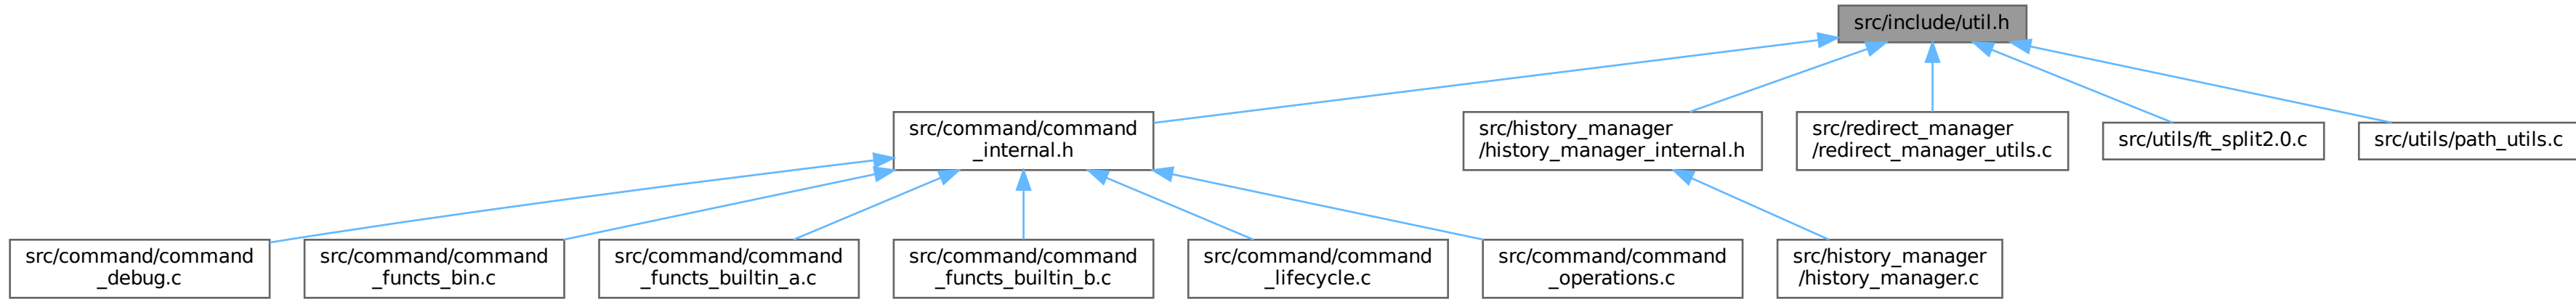 src/include/util.h
src/command/command
_internal.h
src/history_manager
/history_manager_internal.h
src/redirect_manager
/redirect_manager_utils.c
src/utils/ft_split2.0.c
src/utils/path_utils.c
src/command/command
_debug.c
src/command/command
_functs_bin.c
src/command/command
_functs_builtin_a.c
src/command/command
_functs_builtin_b.c
src/command/command
_lifecycle.c
src/command/command
_operations.c
src/history_manager
/history_manager.c